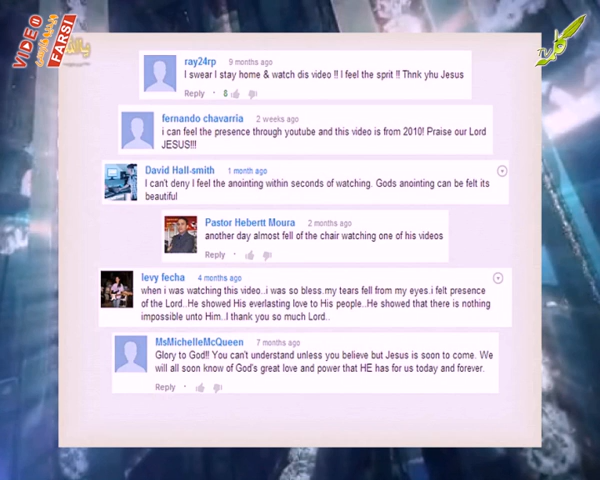 VIDEO
FARSI
TV
ray24rp 9 months ago
I swear I stay home & watch dis video !! I feel the sprit !! Thnk yhu Jesus
Reply · 8
fernando chavarria 2 weeks ago
i can feel the presence through youtube and this video is from 2010! Praise our Lord
JESUS!!!
David Hall-smith 1 month ago
I can't deny I feel the anointing within seconds of watching. Gods anointing can be felt its
beautiful
Pastor Hebertt Moura 2 months ago
another day almost fell of the chair watching one of his videos
Reply ·
levy fecha 4 months ago
when i was watching this video..i was so bless.my tears fell from my eyes.i felt presence
of the Lord..He showed His everlasting love to His people..He showed that there is nothing
impossible unto Him..I thank you so much Lord..
MsMichelleMcQueen 7 months ago
Glory to God!! You can't understand unless you believe but Jesus is soon to come. We
will all soon know of God's great love and power that HE has for us today and forever.
Reply ·